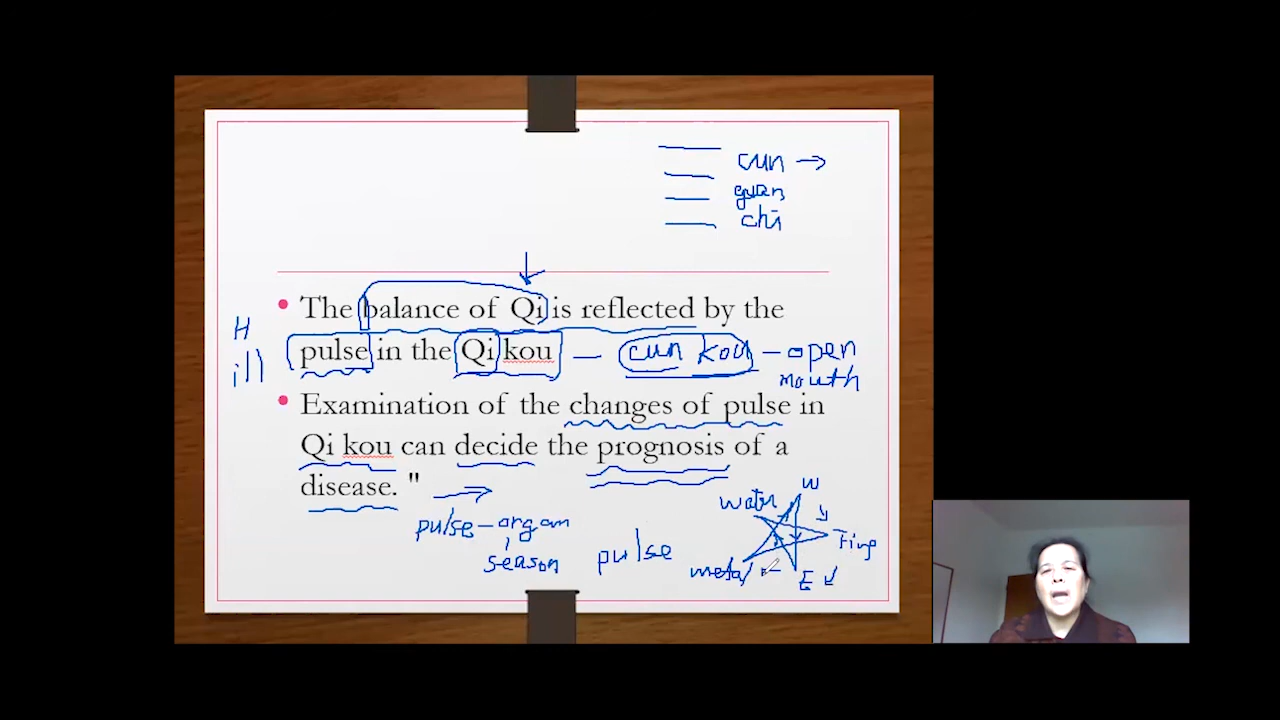 cun →
guan
chi
• The balance of Qi is reflected by the
H
pulse in the Qi kou — cun kou — open
ill
mouth
• Examination of the changes of pulse in
Qi kou can decide the prognosis of a
disease. "
pulse — organ
season
pulse
water
W
Fire
metal
E